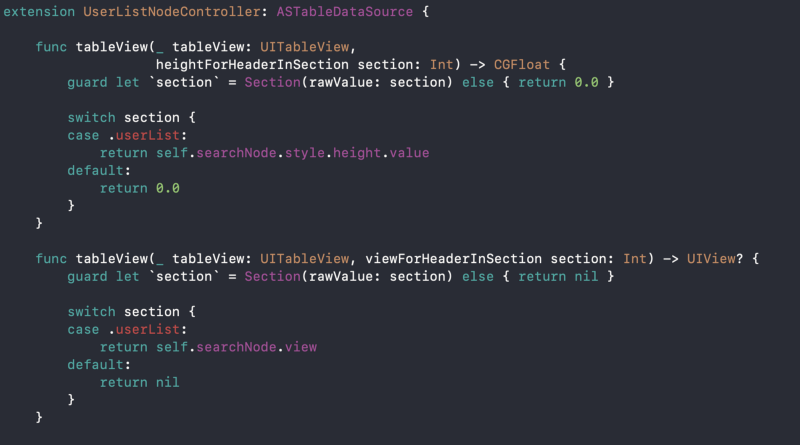 extension UserListNodeController: ASTableDataSource {
func tableView(_ tableView: UITableView,
heightForHeaderInSection section: Int) -> CGFloat {
guard let `section` = Section(rawValue: section) else { return 0.0 }
switch section {
case .userList:
return self.searchNode.style.height.value
default:
return 0.0
}
}
func tableView(_ tableView: UITableView, viewForHeaderInSection section: Int) -> UIView? {
guard let `section` = Section(rawValue: section) else { return nil }
switch section {
case .userList:
return self.searchNode.view
default:
return nil
}
}